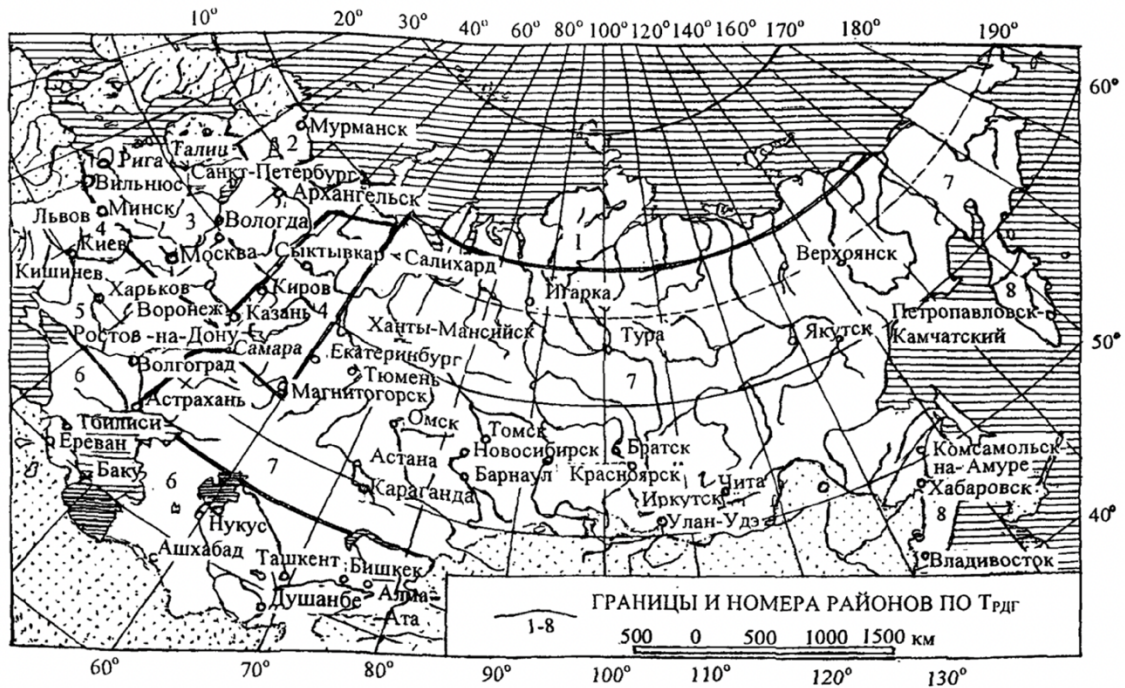 10° 20° 30° 40° 60° 80° 100° 120° 140° 160° 170° 180° 190°
60°
Мурманск
2
Таллин
Рига
Санкт-Петербург
Вильнюс
Архангельск
7
Минск
Львов
4
3
Вологда
1
Киев
Москва
Сыктывкар
Салихард
Верхоянск
Кишинев
Игарка
8
Харьков
Киров
5
Воронеж
Казань
4
Петропавловск-
Камчатский
Ростов-на-Дону
Ханты-Мансийск
Тура
Якутск
Самара
50°
Екатеринбург
Волгоград
Тюмень
7
6
Магнитогорск
Астрахань
Омск
Томск
Тбилиси
Новосибирск
Братск
Комсамольск-
на-Амуре
Ереван
Астана
Барнаул
Красноярск
Чита
Баку
7
6
Караганда
Иркутск
Хабаровск
Нукус
Улан-Удэ
8
40°
Ашхабад
Ташкент
Бишкек
Владивосток
Душанбе
Алма-
Ата
ГРАНИЦЫ И НОМЕРА РАЙОНОВ ПО ТРДГ
1-8
500 0 500 1000 1500 км
60° 70° 80° 90° 100° 110° 120° 130°